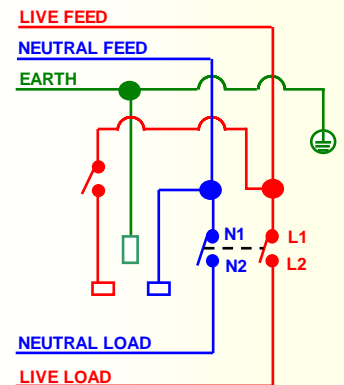 LIVE FEED
NEUTRAL FEED
EARTH
N1 L1
N2 L2
NEUTRAL LOAD
LIVE LOAD